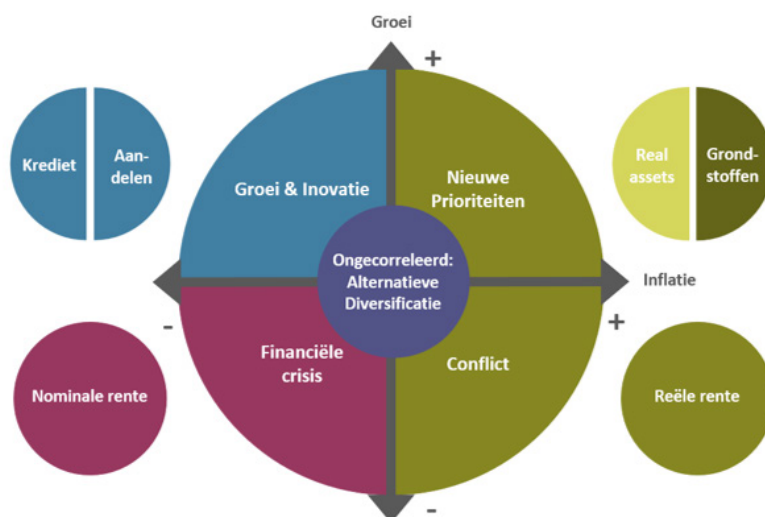 Groei
+
Krediet
Aan-
delen
Groei & Inovatie
Nieuwe
Prioriteiten
Real
assets
Grond-
stoffen
Ongecorreleerd:
Alternatieve
Diversificatie
Inflatie
-
+
Nominale rente
Financiële
crisis
Conflict
Reële rente
-